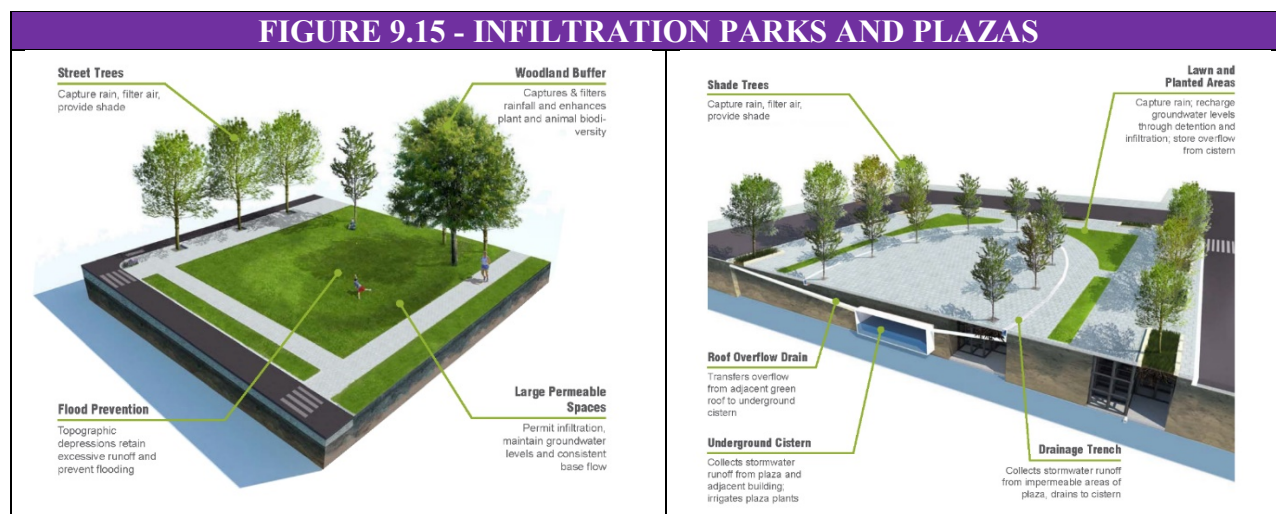 FIGURE 9.15 - INFILTRATION PARKS AND PLAZAS
Street Trees
Capture rain, filter air,
provide shade
Woodland Buffer
Captures & filters
rainfall and enhances
plant and animal biodi-
versity
Flood Prevention
Topographic
depressions retain
excessive runoff and
prevent flooding
Large Permeable
Spaces
Permit infiltration,
maintain groundwater
levels and consistent
base flow
Shade Trees
Capture rain, filter air,
provide shade
Lawn and
Planted Areas
Capture rain; recharge
groundwater levels
through detention and
infiltration; store overflow
from cistern
Roof Overflow Drain
Transfers overflow
from adjacent green
roof to underground
cistern
Underground Cistern
Collects stormwater
runoff from plaza and
adjacent building;
irrigates plaza plants
Drainage Trench
Collects stormwater runoff
from impermeable areas of
plaza, drains to cistern